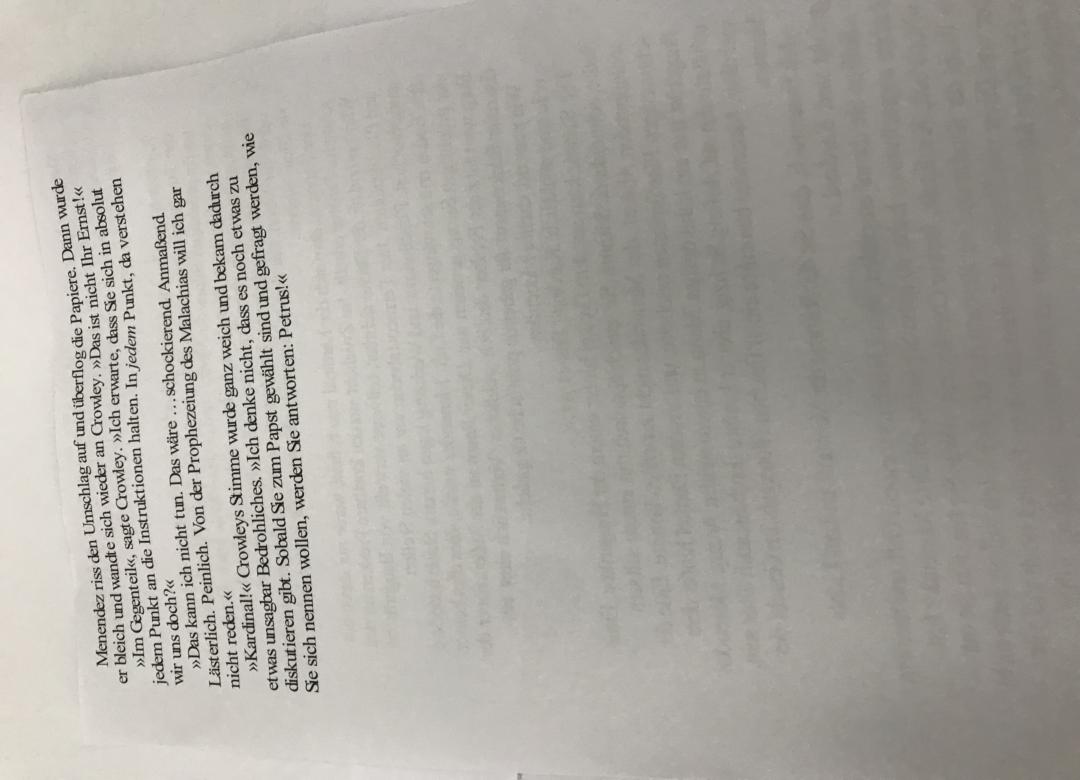 Menendez riss den Umschlag auf und überflog die Papiere. Dann wurde
er bleich und wandte sich wieder an Crowley. »Das ist nicht Ihr Ernst!«
»Im Gegenteil«, sagte Crowley. »Ich erwarte, dass Sie sich in absolut
jedem Punkt an die Instruktionen halten. In jedem Punkt, da verstehen
wir uns doch?«
»Das kann ich nicht tun. Das wäre … schockierend. Anmaßend.
Lästerlich. Peinlich. Von der Prophezeiung des Malachias will ich gar
nicht reden.«
»Kardinal!« Crowleys Stimme wurde ganz weich und bekam dadurch
etwas unsagbar Bedrohliches. »Ich denke nicht, dass es noch etwas zu
diskutieren gibt. Sobald Sie zum Papst gewählt sind und gefragt werden, wie
Sie sich nennen wollen, werden Sie antworten: Petrus!«